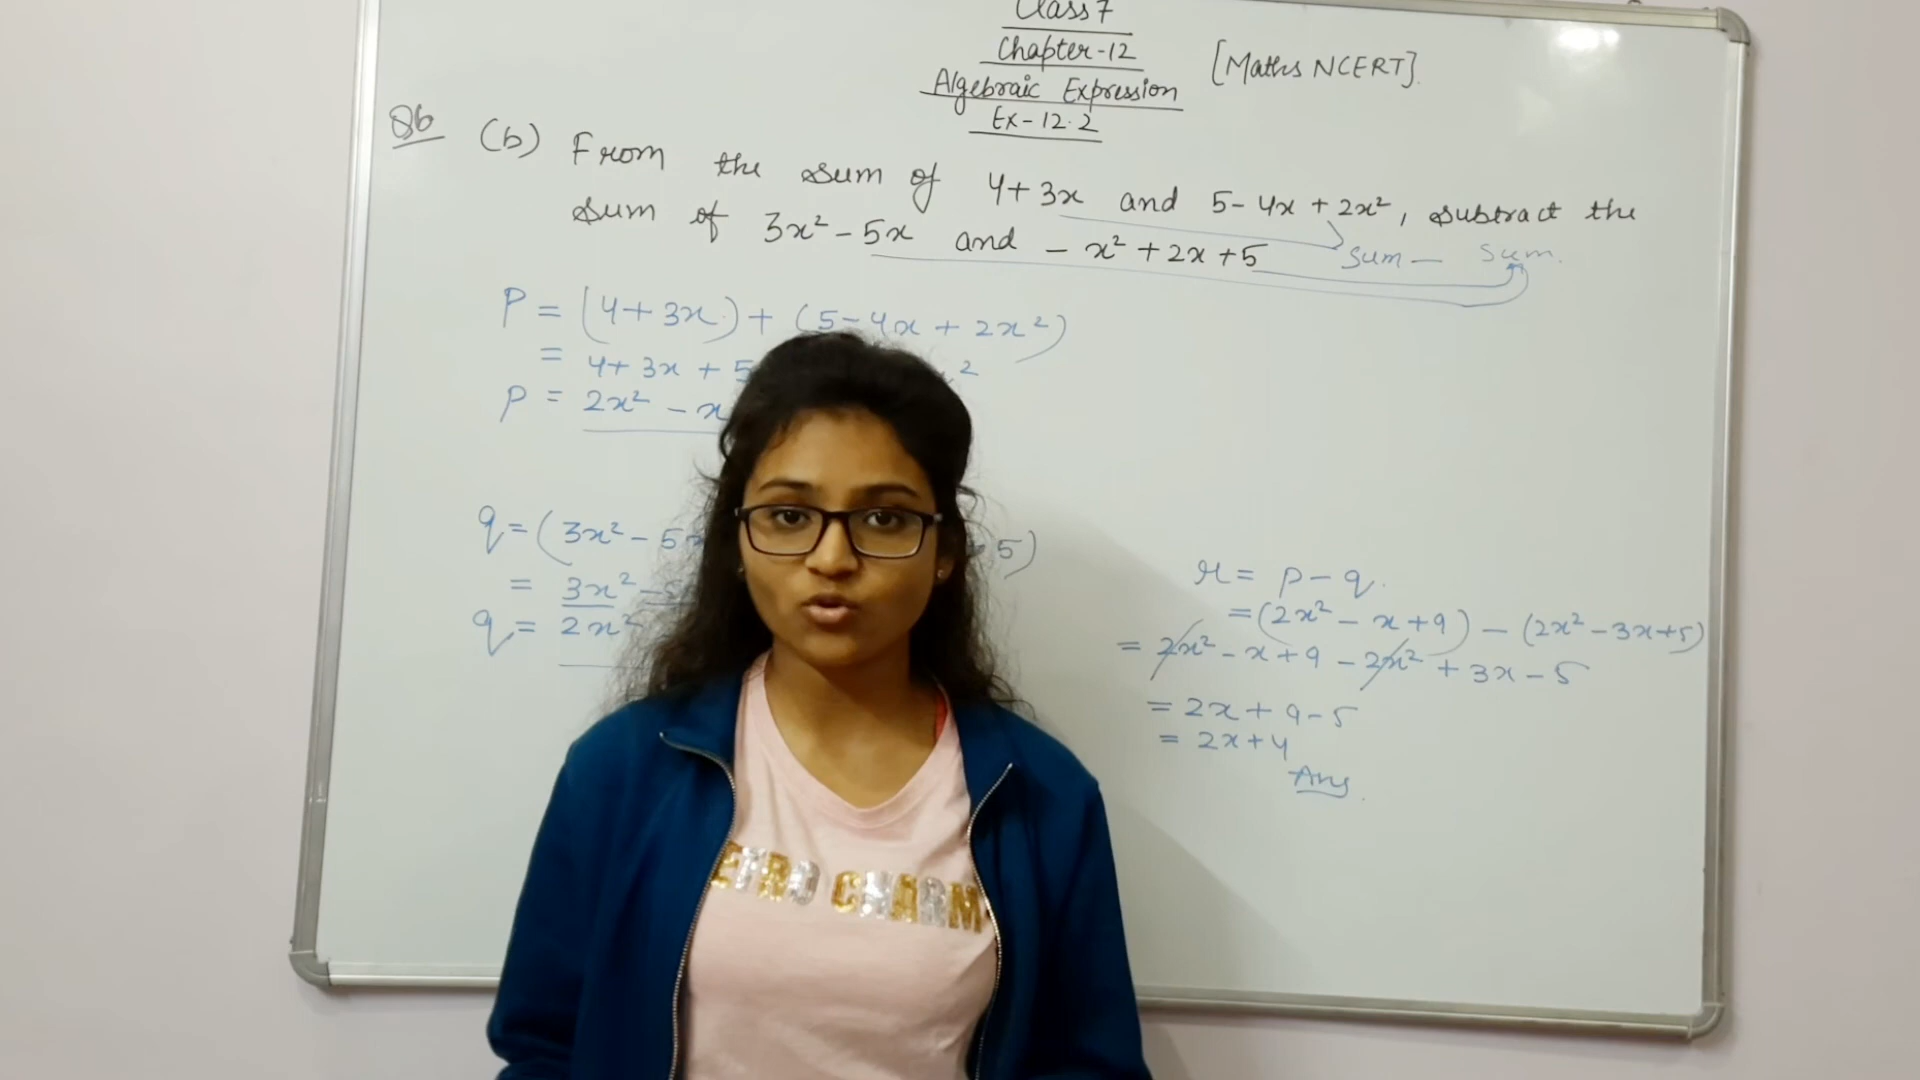 Class 7
Chapter-12
[Maths NCERT].
Algebraic Expression
Ex-12.2
Q6 (b) From the sum of 4+3x and 5-4x+2x², subtract the
sum of 3x²-5x and -x²+2x+5
Sum - Sum.
P = (4+3x)+(5-4x+2x²)
= 4+3x+5
p = 2x²-x
q=(3x²-5x 5)
= 3x²-5
q= 2x²
r= p-q.
=(2x²-x+9)-(2x²-3x+5)
= 2x²-x+9-2x²+3x-5
= 2x+9-5
= 2x+4
Ans.
ETRO CHARM